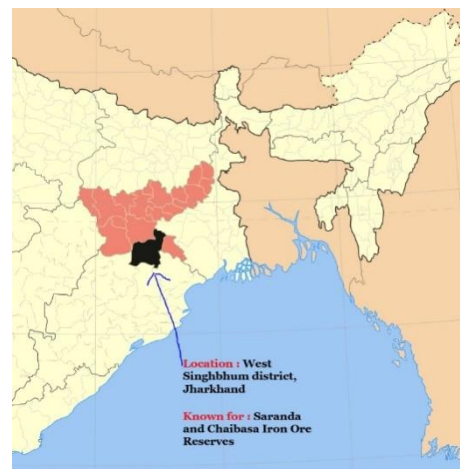 Location : West
Singhbhum district,
Jharkhand
Known for : Saranda
and Chaibasa Iron Ore
Reserves